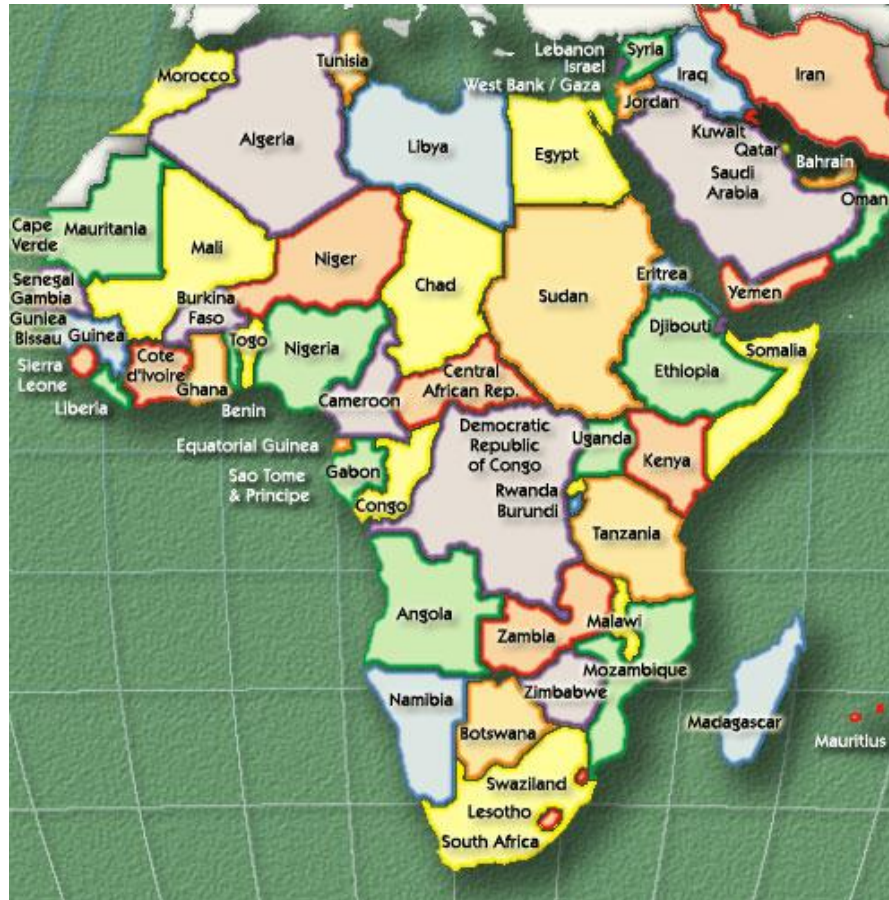 Lebanon
Israel
West Bank / Gaza
Syria
Iraq
Iran
Jordan
Morocco
Tunisia
Algeria
Libya
Egypt
Kuwait
Qatar
Bahrain
Saudi
Arabia
Oman
Cape
Verde
Mauritania
Mali
Niger
Chad
Sudan
Eritrea
Yemen
Senegal
Gambia
Guniea
Bissau
Guinea
Burkina
Faso
Togo
Nigeria
Djibouti
Somalia
Ethiopia
Sierra
Leone
Liberia
Cote
d'Ivoire
Ghana
Benin
Cameroon
Central
African Rep.
Equatorial Guinea
Sao Tome
& Principe
Gabon
Congo
Democratic
Republic
of Congo
Uganda
Kenya
Rwanda
Burundi
Tanzania
Angola
Zambia
Malawi
Mozambique
Zimbabwe
Namibia
Botswana
Madagascar
Mauritius
Swaziland
Lesotho
South Africa